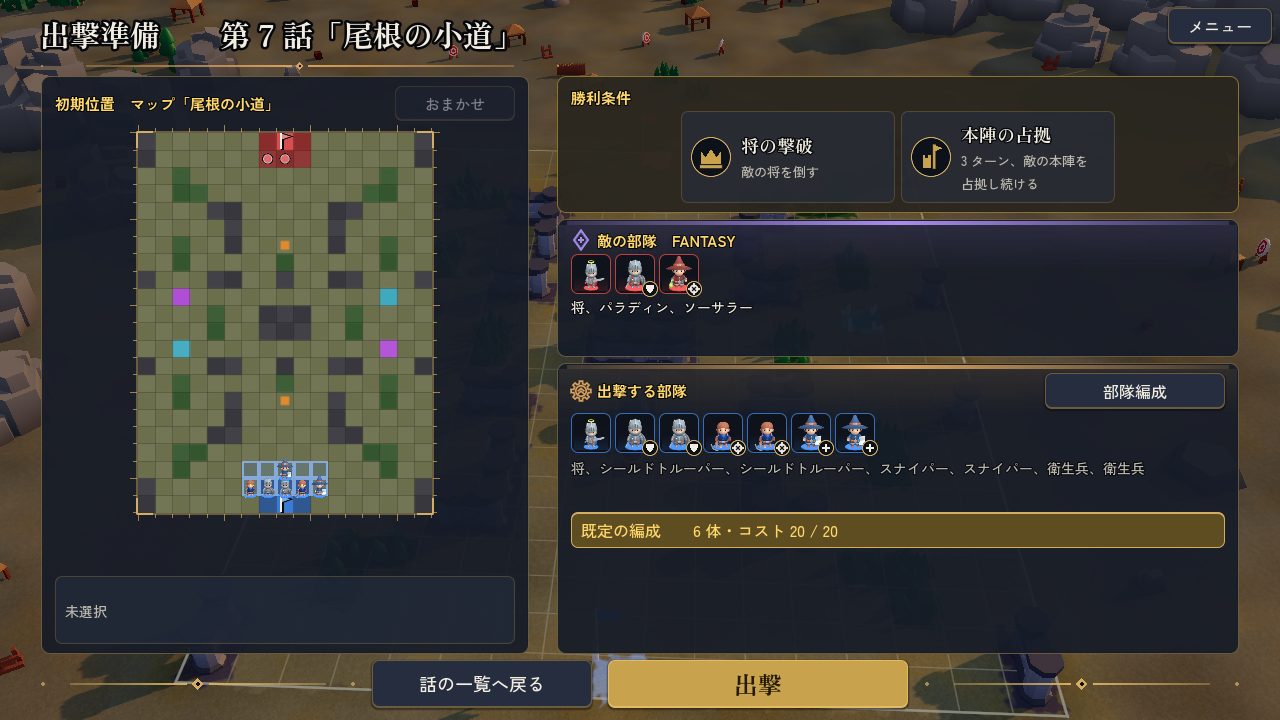 出撃準備　第 7 話「尾根の小道」
メニュー
初期位置　マップ「尾根の小道」
おまかせ
未選択
勝利条件
将の撃破
敵の将を倒す
本陣の占拠
3 ターン、敵の本陣を
占拠し続ける
敵の部隊　FANTASY
将、パラディン、ソーサラー
出撃する部隊
部隊編成
将、シールドトルーパー、シールドトルーパー、スナイパー、スナイパー、衛生兵、衛生兵
既定の編成　6 体・コスト 20 / 20
話の一覧へ戻る
出撃